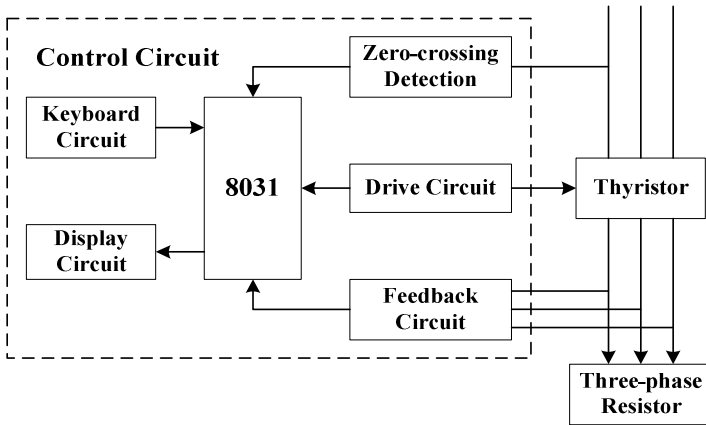 Control Circuit
Zero-crossing
Detection
Keyboard
Circuit
8031
Drive Circuit
Thyristor
Display
Circuit
Feedback
Circuit
Three-phase
Resistor